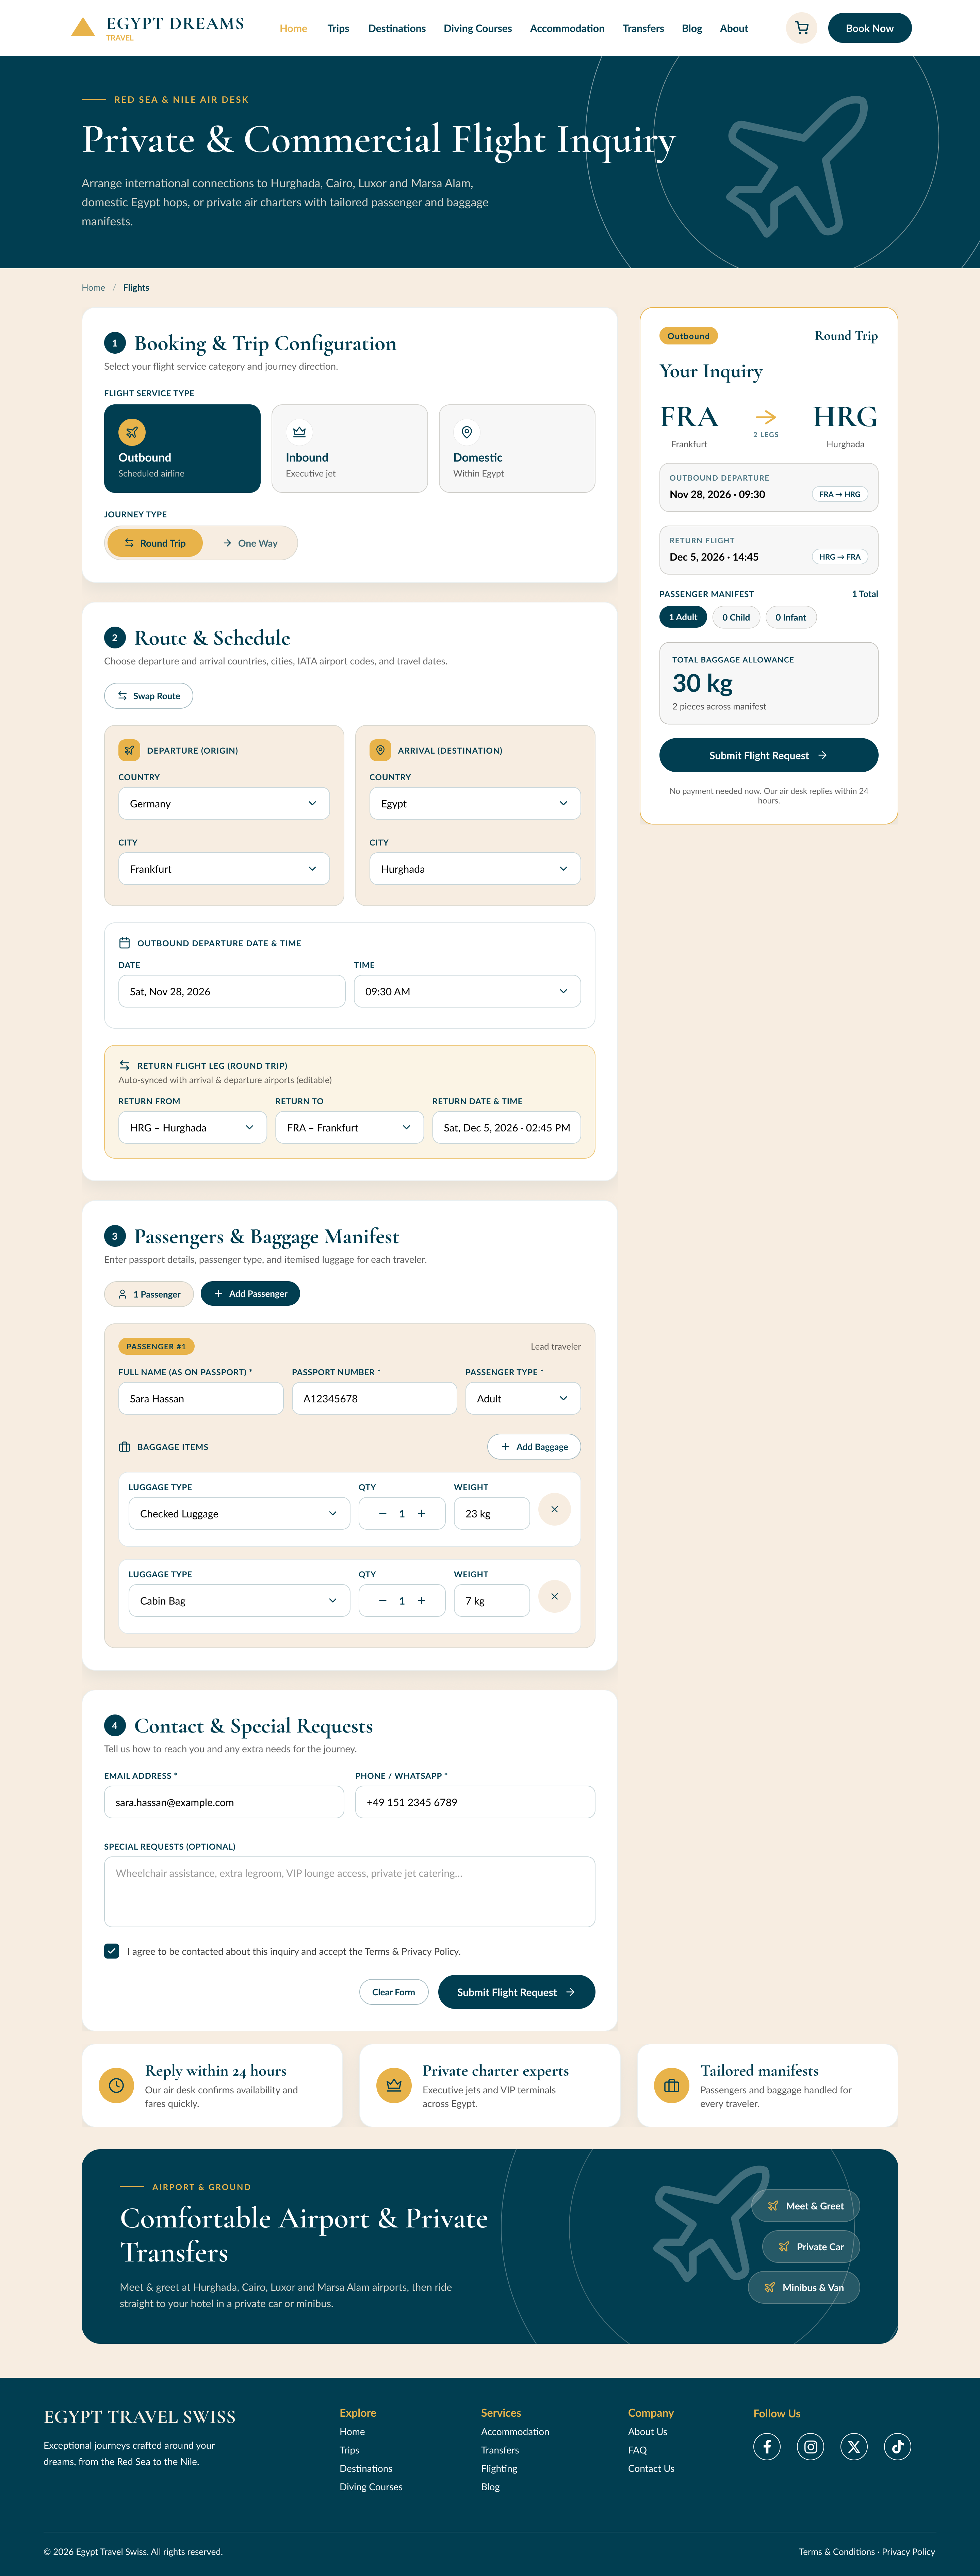 EGYPT DREAMS
TRAVEL
Home Trips Destinations Diving Courses Accommodation Transfers Blog About
Book Now
RED SEA & NILE AIR DESK
Private & Commercial Flight Inquiry
Arrange international connections to Hurghada, Cairo, Luxor and Marsa Alam,
domestic Egypt hops, or private air charters with tailored passenger and baggage
manifests.
Home / Flights
1 Booking & Trip Configuration
Select your flight service category and journey direction.
FLIGHT SERVICE TYPE
Outbound
Scheduled airline
Inbound
Executive jet
Domestic
Within Egypt
JOURNEY TYPE
Round Trip
One Way
2 Route & Schedule
Choose departure and arrival countries, cities, IATA airport codes, and travel dates.
Swap Route
DEPARTURE (ORIGIN)
COUNTRY
Germany
CITY
Frankfurt
ARRIVAL (DESTINATION)
COUNTRY
Egypt
CITY
Hurghada
OUTBOUND DEPARTURE DATE & TIME
DATE
Sat, Nov 28, 2026
TIME
09:30 AM
RETURN FLIGHT LEG (ROUND TRIP)
Auto-synced with arrival & departure airports (editable)
RETURN FROM
HRG – Hurghada
RETURN TO
FRA – Frankfurt
RETURN DATE & TIME
Sat, Dec 5, 2026 · 02:45 PM
3 Passengers & Baggage Manifest
Enter passport details, passenger type, and itemised luggage for each traveler.
1 Passenger
Add Passenger
PASSENGER #1
Lead traveler
FULL NAME (AS ON PASSPORT) *
Sara Hassan
PASSPORT NUMBER *
A12345678
PASSENGER TYPE *
Adult
BAGGAGE ITEMS
Add Baggage
LUGGAGE TYPE
Checked Luggage
QTY
1
WEIGHT
23 kg
LUGGAGE TYPE
Cabin Bag
QTY
1
WEIGHT
7 kg
4 Contact & Special Requests
Tell us how to reach you and any extra needs for the journey.
EMAIL ADDRESS *
sara.hassan@example.com
PHONE / WHATSAPP *
+49 151 2345 6789
SPECIAL REQUESTS (OPTIONAL)
Wheelchair assistance, extra legroom, VIP lounge access, private jet catering...
I agree to be contacted about this inquiry and accept the Terms & Privacy Policy.
Clear Form
Submit Flight Request
Outbound
Round Trip
Your Inquiry
FRA
Frankfurt
2 LEGS
HRG
Hurghada
OUTBOUND DEPARTURE
Nov 28, 2026 · 09:30
FRA → HRG
RETURN FLIGHT
Dec 5, 2026 · 14:45
HRG → FRA
PASSENGER MANIFEST
1 Total
1 Adult
0 Child
0 Infant
TOTAL BAGGAGE ALLOWANCE
30 kg
2 pieces across manifest
Submit Flight Request
No payment needed now. Our air desk replies within 24
hours.
Reply within 24 hours
Our air desk confirms availability and
fares quickly.
Private charter experts
Executive jets and VIP terminals
across Egypt.
Tailored manifests
Passengers and baggage handled for
every traveler.
AIRPORT & GROUND
Comfortable Airport & Private
Transfers
Meet & greet at Hurghada, Cairo, Luxor and Marsa Alam airports, then ride
straight to your hotel in a private car or minibus.
Meet & Greet
Private Car
Minibus & Van
EGYPT TRAVEL SWISS
Exceptional journeys crafted around your
dreams, from the Red Sea to the Nile.
Explore
Home
Trips
Destinations
Diving Courses
Services
Accommodation
Transfers
Flighting
Blog
Company
About Us
FAQ
Contact Us
Follow Us
© 2026 Egypt Travel Swiss. All rights reserved.
Terms & Conditions · Privacy Policy